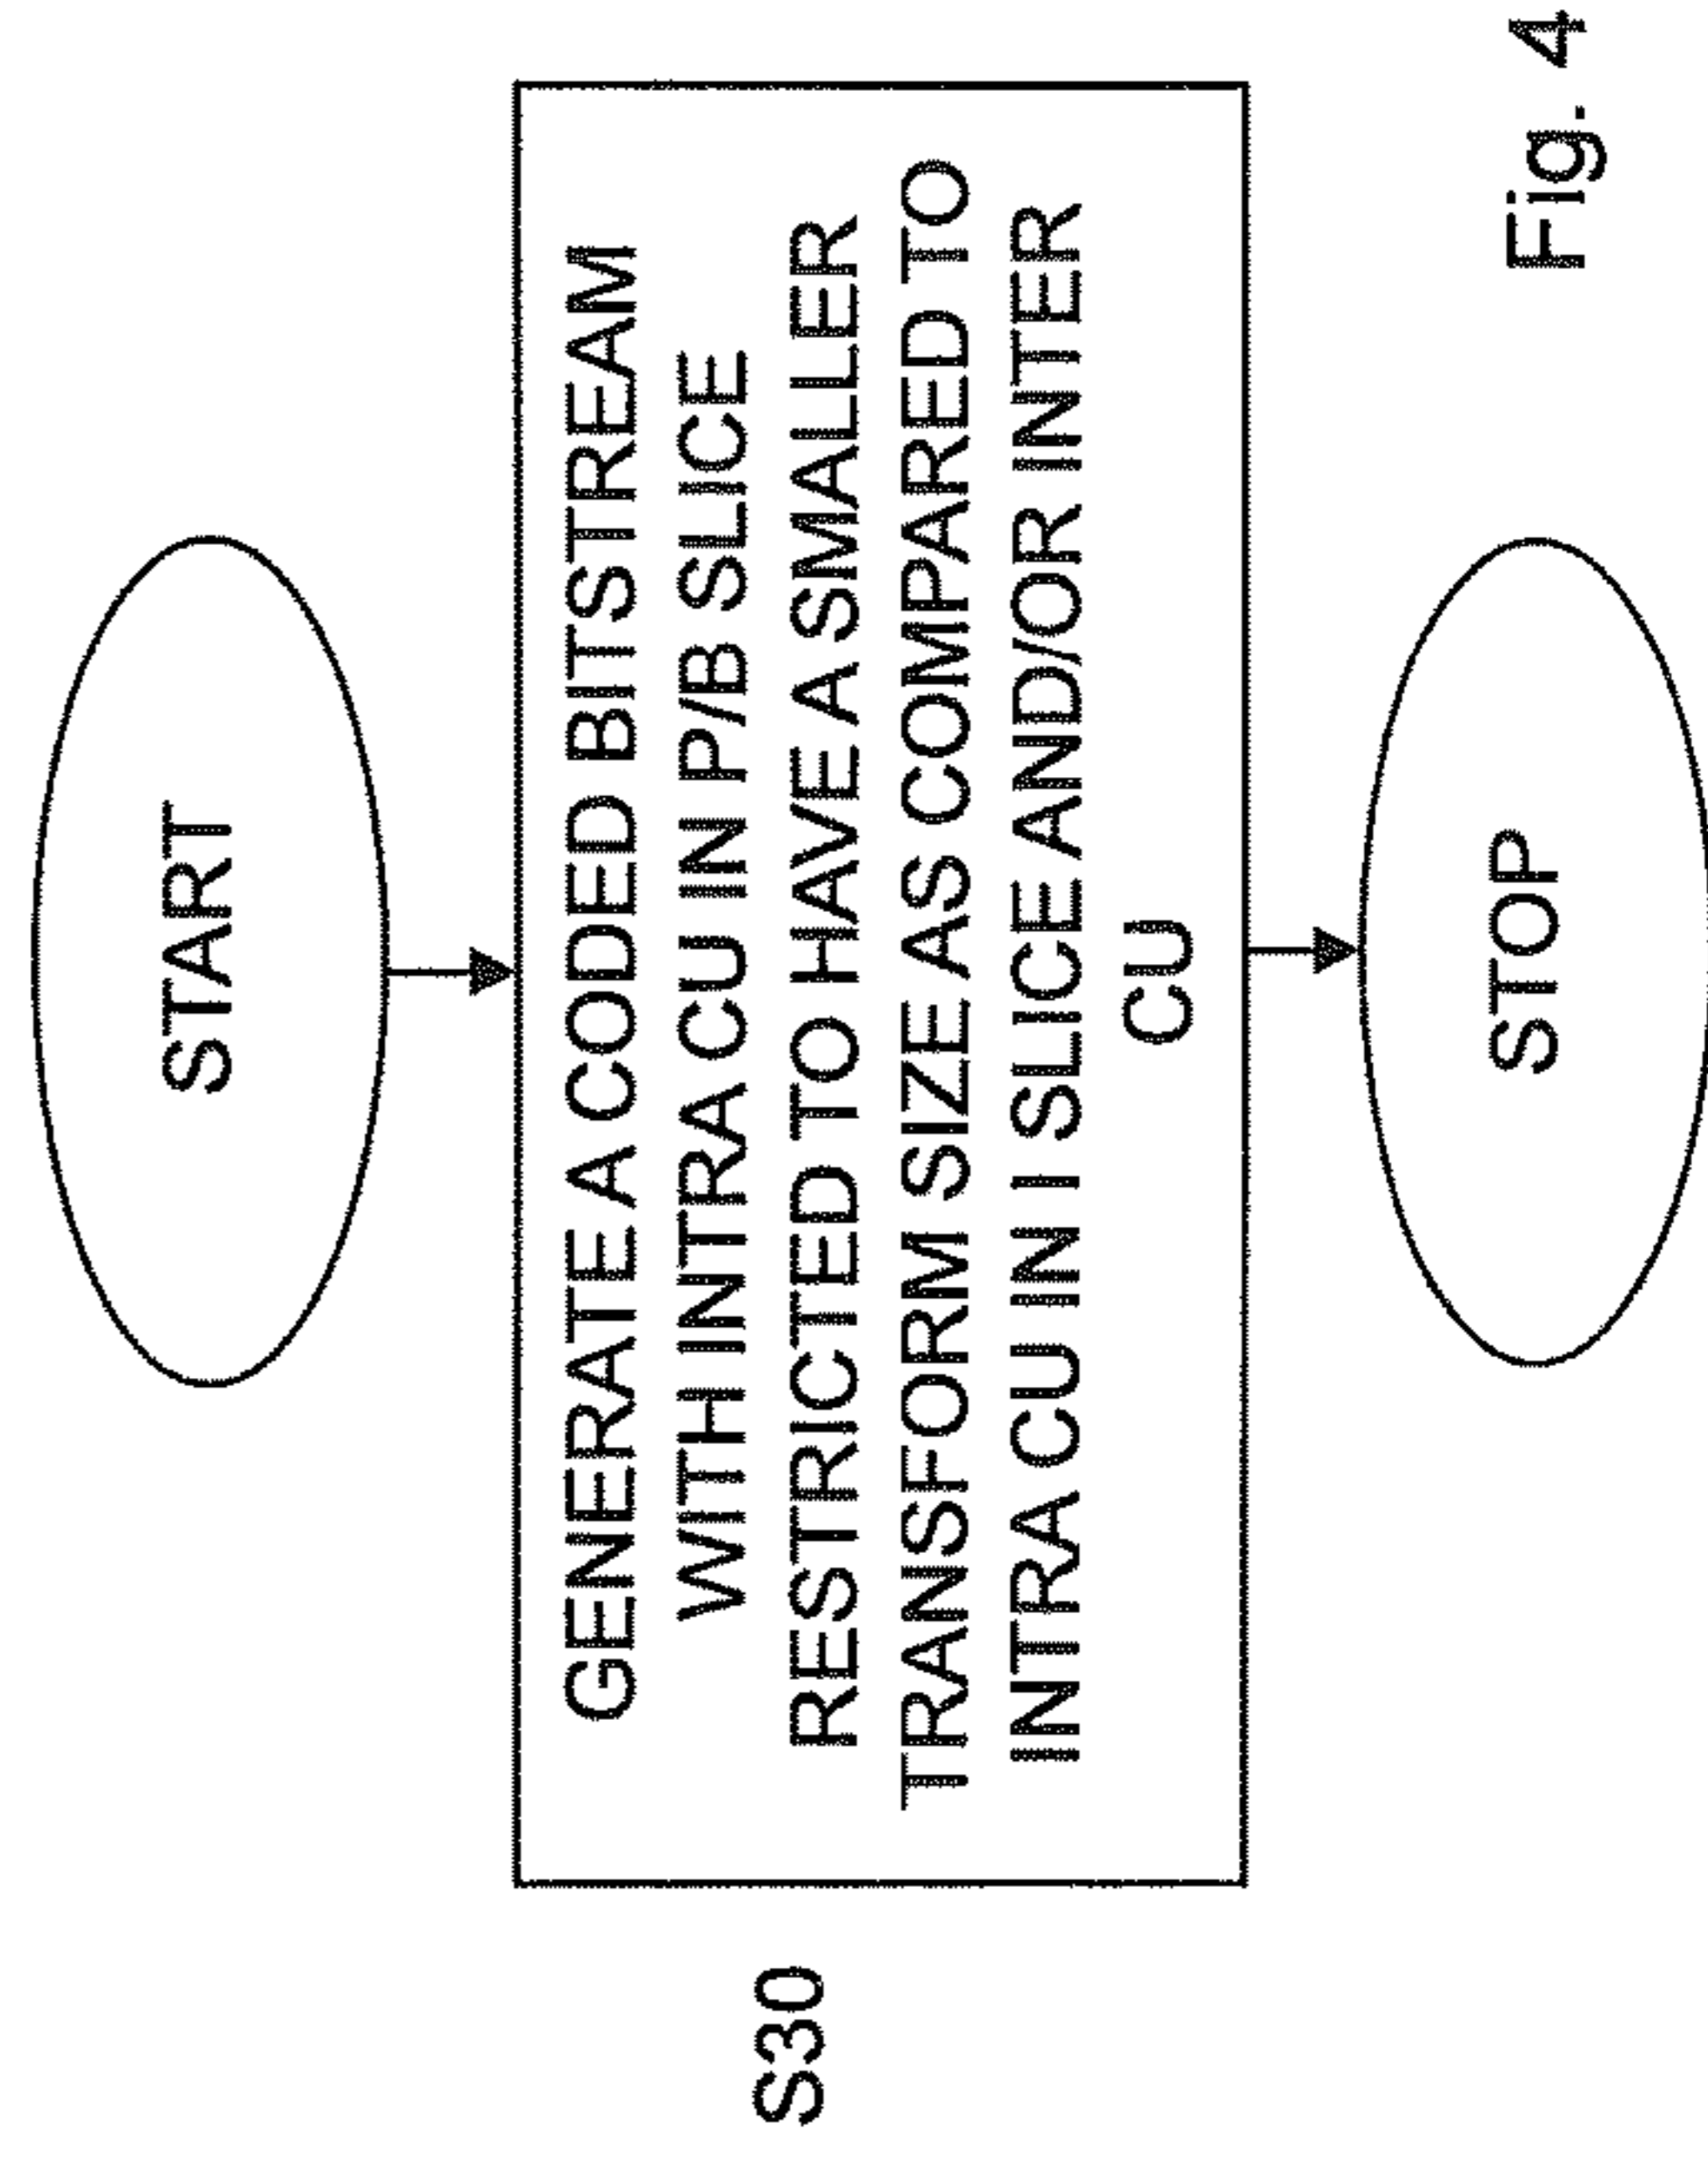 START
S30
GENERATE A CODED BITSTREAM
WITH INTRA CU IN P/B SLICE
RESTRICTED TO HAVE A SMALLER
TRANSFORM SIZE AS COMPARED TO
INTRA CU IN I SLICE AND/OR INTER
CU
STOP
Fig. 4